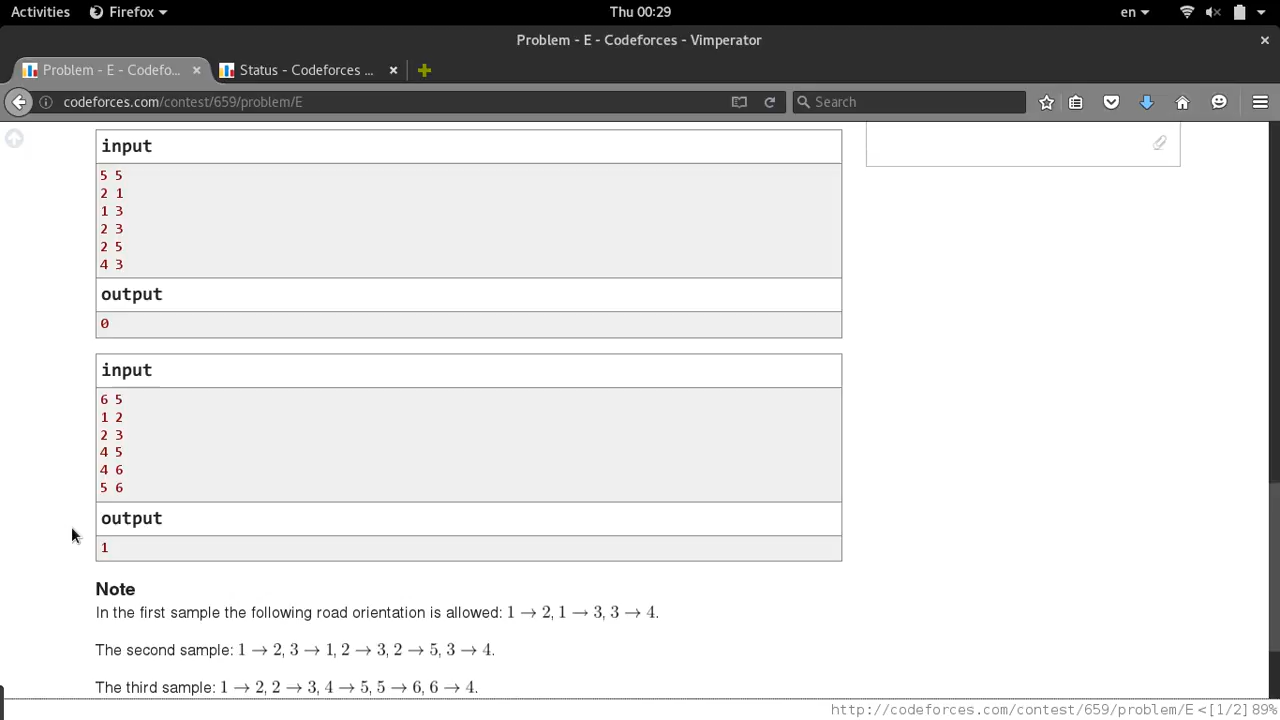 Activities Firefox Thu 00:29 en
Problem - E - Codeforces - Vimperator
Problem - E - Codefo... Status - Codeforces ...
codeforces.com/contest/659/problem/E Search
input
5 5
2 1
1 3
2 3
2 5
4 3
output
0
input
6 5
1 2
2 3
4 5
4 6
5 6
output
1
Note
In the first sample the following road orientation is allowed: 1 → 2, 1 → 3, 3 → 4.
The second sample: 1 → 2, 3 → 1, 2 → 3, 2 → 5, 3 → 4.
The third sample: 1 → 2, 2 → 3, 4 → 5, 5 → 6, 6 → 4.
http://codeforces.com/contest/659/problem/E <[1/2] 89%